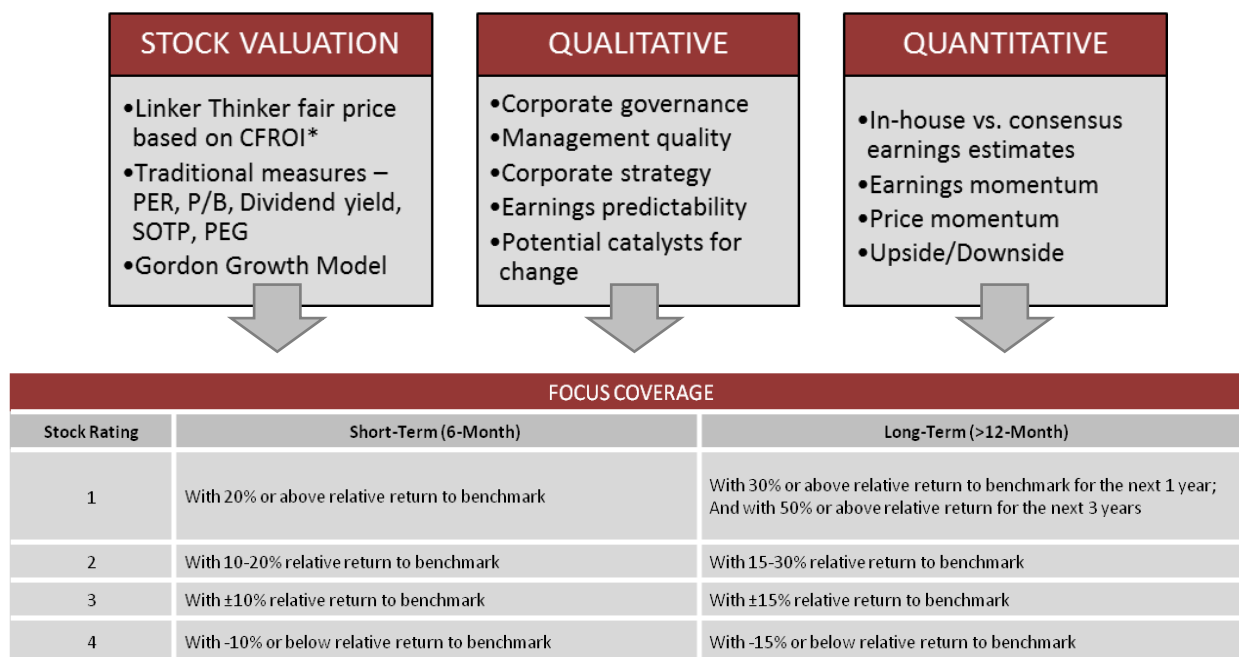 STOCK VALUATION
•Linker Thinker fair price
based on CFROI*
•Traditional measures –
PER, P/B, Dividend yield,
SOTP, PEG
•Gordon Growth Model
QUALITATIVE
•Corporate governance
•Management quality
•Corporate strategy
•Earnings predictability
•Potential catalysts for
change
QUANTITATIVE
•In-house vs. consensus
earnings estimates
•Earnings momentum
•Price momentum
•Upside/Downside
FOCUS COVERAGE
Stock Rating Short-Term (6-Month) Long-Term (>12-Month)
1 With 20% or above relative return to benchmark With 30% or above relative return to benchmark for the next 1 year;
And with 50% or above relative return for the next 3 years
2 With 10-20% relative return to benchmark With 15-30% relative return to benchmark
3 With ±10% relative return to benchmark With ±15% relative return to benchmark
4 With -10% or below relative return to benchmark With -15% or below relative return to benchmark